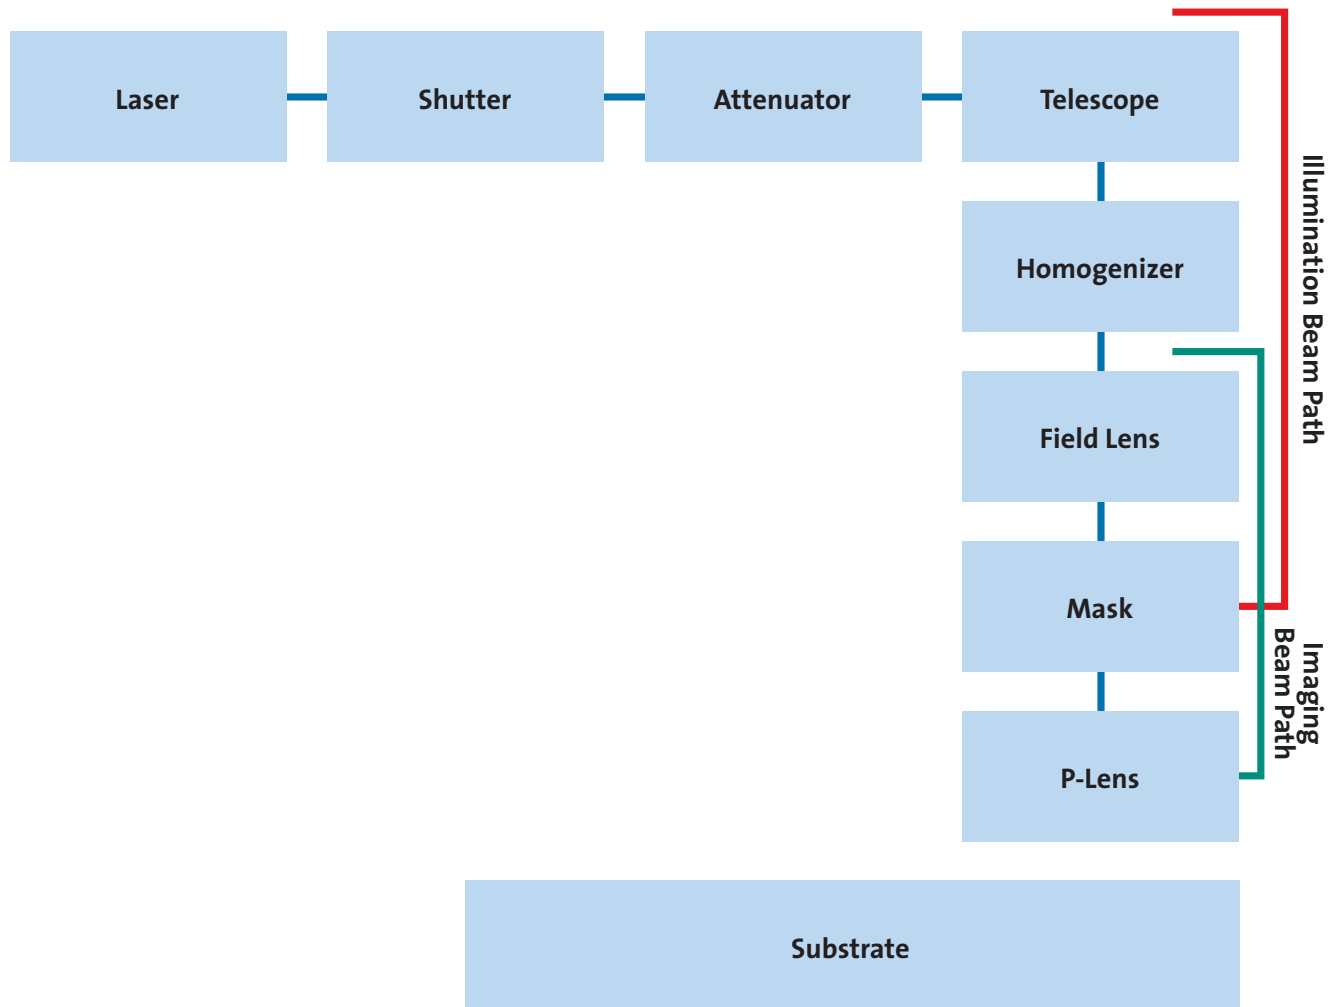 Laser
Shutter
Attenuator
Telescope
Homogenizer
Field Lens
Mask
P-Lens
Substrate
Illumination Beam Path
Imaging
Beam Path